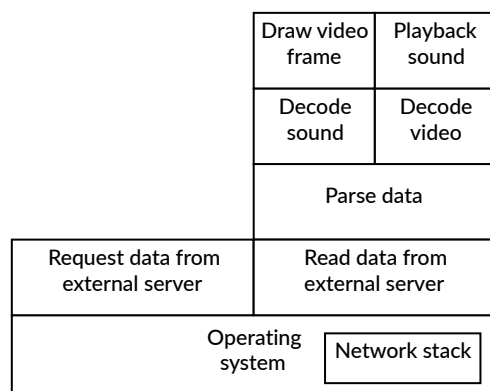 Draw video
frame
Playback
sound
Decode
sound
Decode
video
Parse data
Request data from
external server
Read data from
external server
Operating
system
Network stack